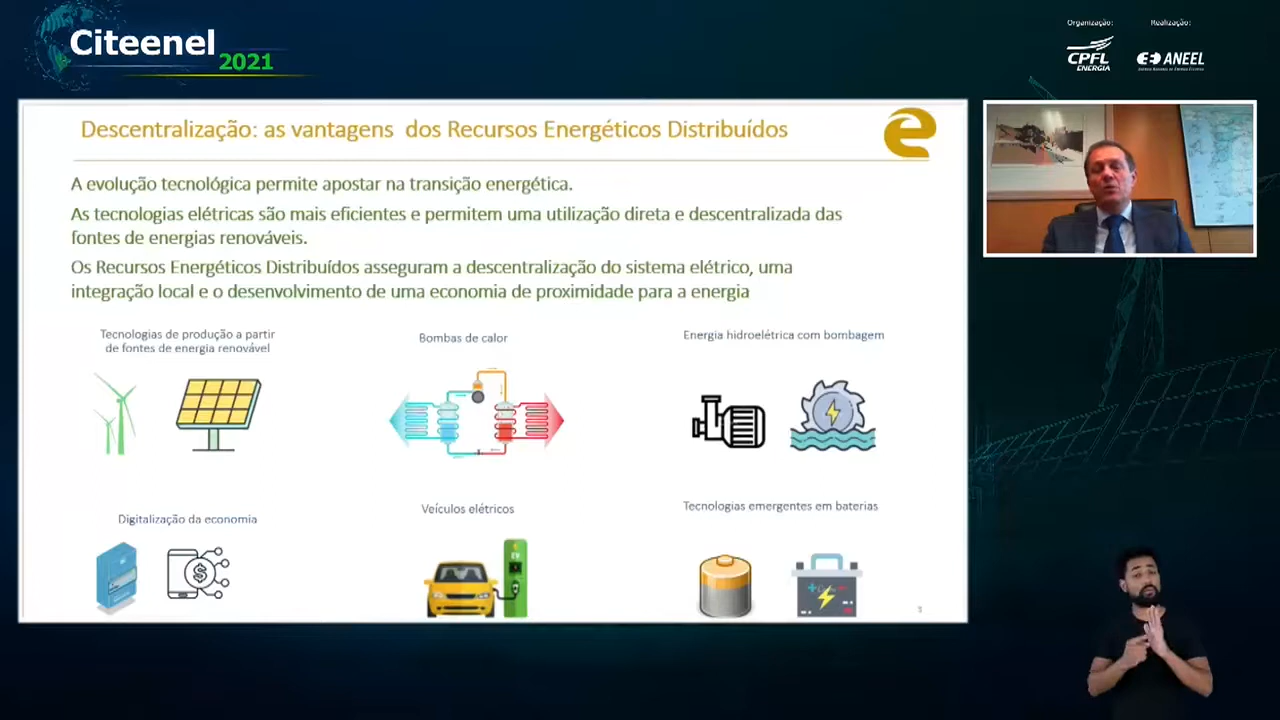 Citeenel
2021
Organização:
Realização:
CPFL
ENERGIA
ANEEL
Descentralização: as vantagens dos Recursos Energéticos Distribuídos
A evolução tecnológica permite apostar na transição energética.
As tecnologias elétricas são mais eficientes e permitem uma utilização direta e descentralizada das
fontes de energias renováveis.
Os Recursos Energéticos Distribuídos asseguram a descentralização do sistema elétrico, uma
integração local e o desenvolvimento de uma economia de proximidade para a energia
Tecnologias de produção a partir
de fontes de energia renovável
Bombas de calor
Energia hidroelétrica com bombagem
Digitalização da economia
Veículos elétricos
Tecnologias emergentes em baterias